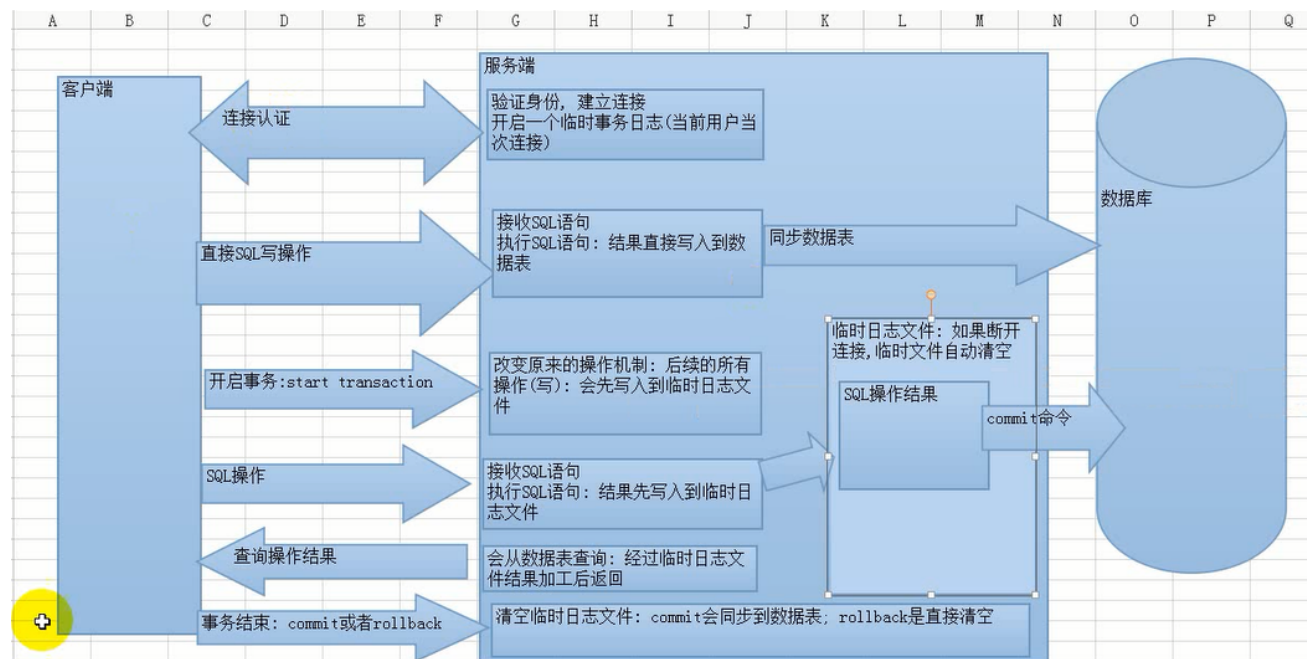 A B C D E F G H I J K L M N O P Q
服务端
客户端
连接认证
验证身份, 建立连接
开启一个临时事务日志(当前用户当
次连接)
数据库
直接SQL写操作
接收SQL语句
执行SQL语句: 结果直接写入到数
据表
同步数据表
临时日志文件: 如果断开
连接,临时文件自动清空
开启事务:start transaction
改变原来的操作机制: 后续的所有
操作(写): 会先写入到临时日志文
件
SQL操作结果
commit命令
SQL操作
接收SQL语句
执行SQL语句: 结果先写入到临时日
志文件
查询操作结果
会从数据表查询: 经过临时日志文
件结果加工后返回
事务结束: commit或者rollback
清空临时日志文件: commit会同步到数据表; rollback是直接清空